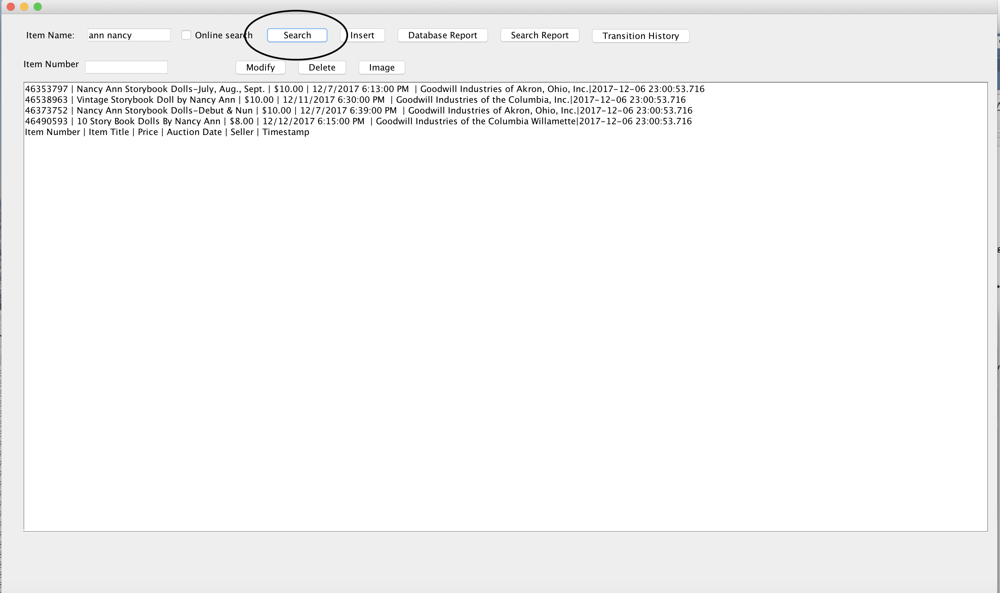 Item Name: ann nancy Online search Search Insert Database Report Search Report Transition History
Item Number Modify Delete Image
46353797 | Nancy Ann Storybook Dolls-July, Aug., Sept. | $10.00 | 12/7/2017 6:13:00 PM  | Goodwill Industries of Akron, Ohio, Inc.|2017-12-06 23:00:53.716
46538963 | Vintage Storybook Doll by Nancy Ann | $10.00 | 12/11/2017 6:30:00 PM  | Goodwill Industries of the Columbia, Inc.|2017-12-06 23:00:53.716
46373752 | Nancy Ann Storybook Dolls-Debut & Nun | $10.00 | 12/7/2017 6:39:00 PM  | Goodwill Industries of Akron, Ohio, Inc.|2017-12-06 23:00:53.716
46490593 | 10 Story Book Dolls By Nancy Ann | $8.00 | 12/12/2017 6:15:00 PM  | Goodwill Industries of the Columbia Willamette|2017-12-06 23:00:53.716
Item Number | Item Title | Price | Auction Date | Seller | Timestamp